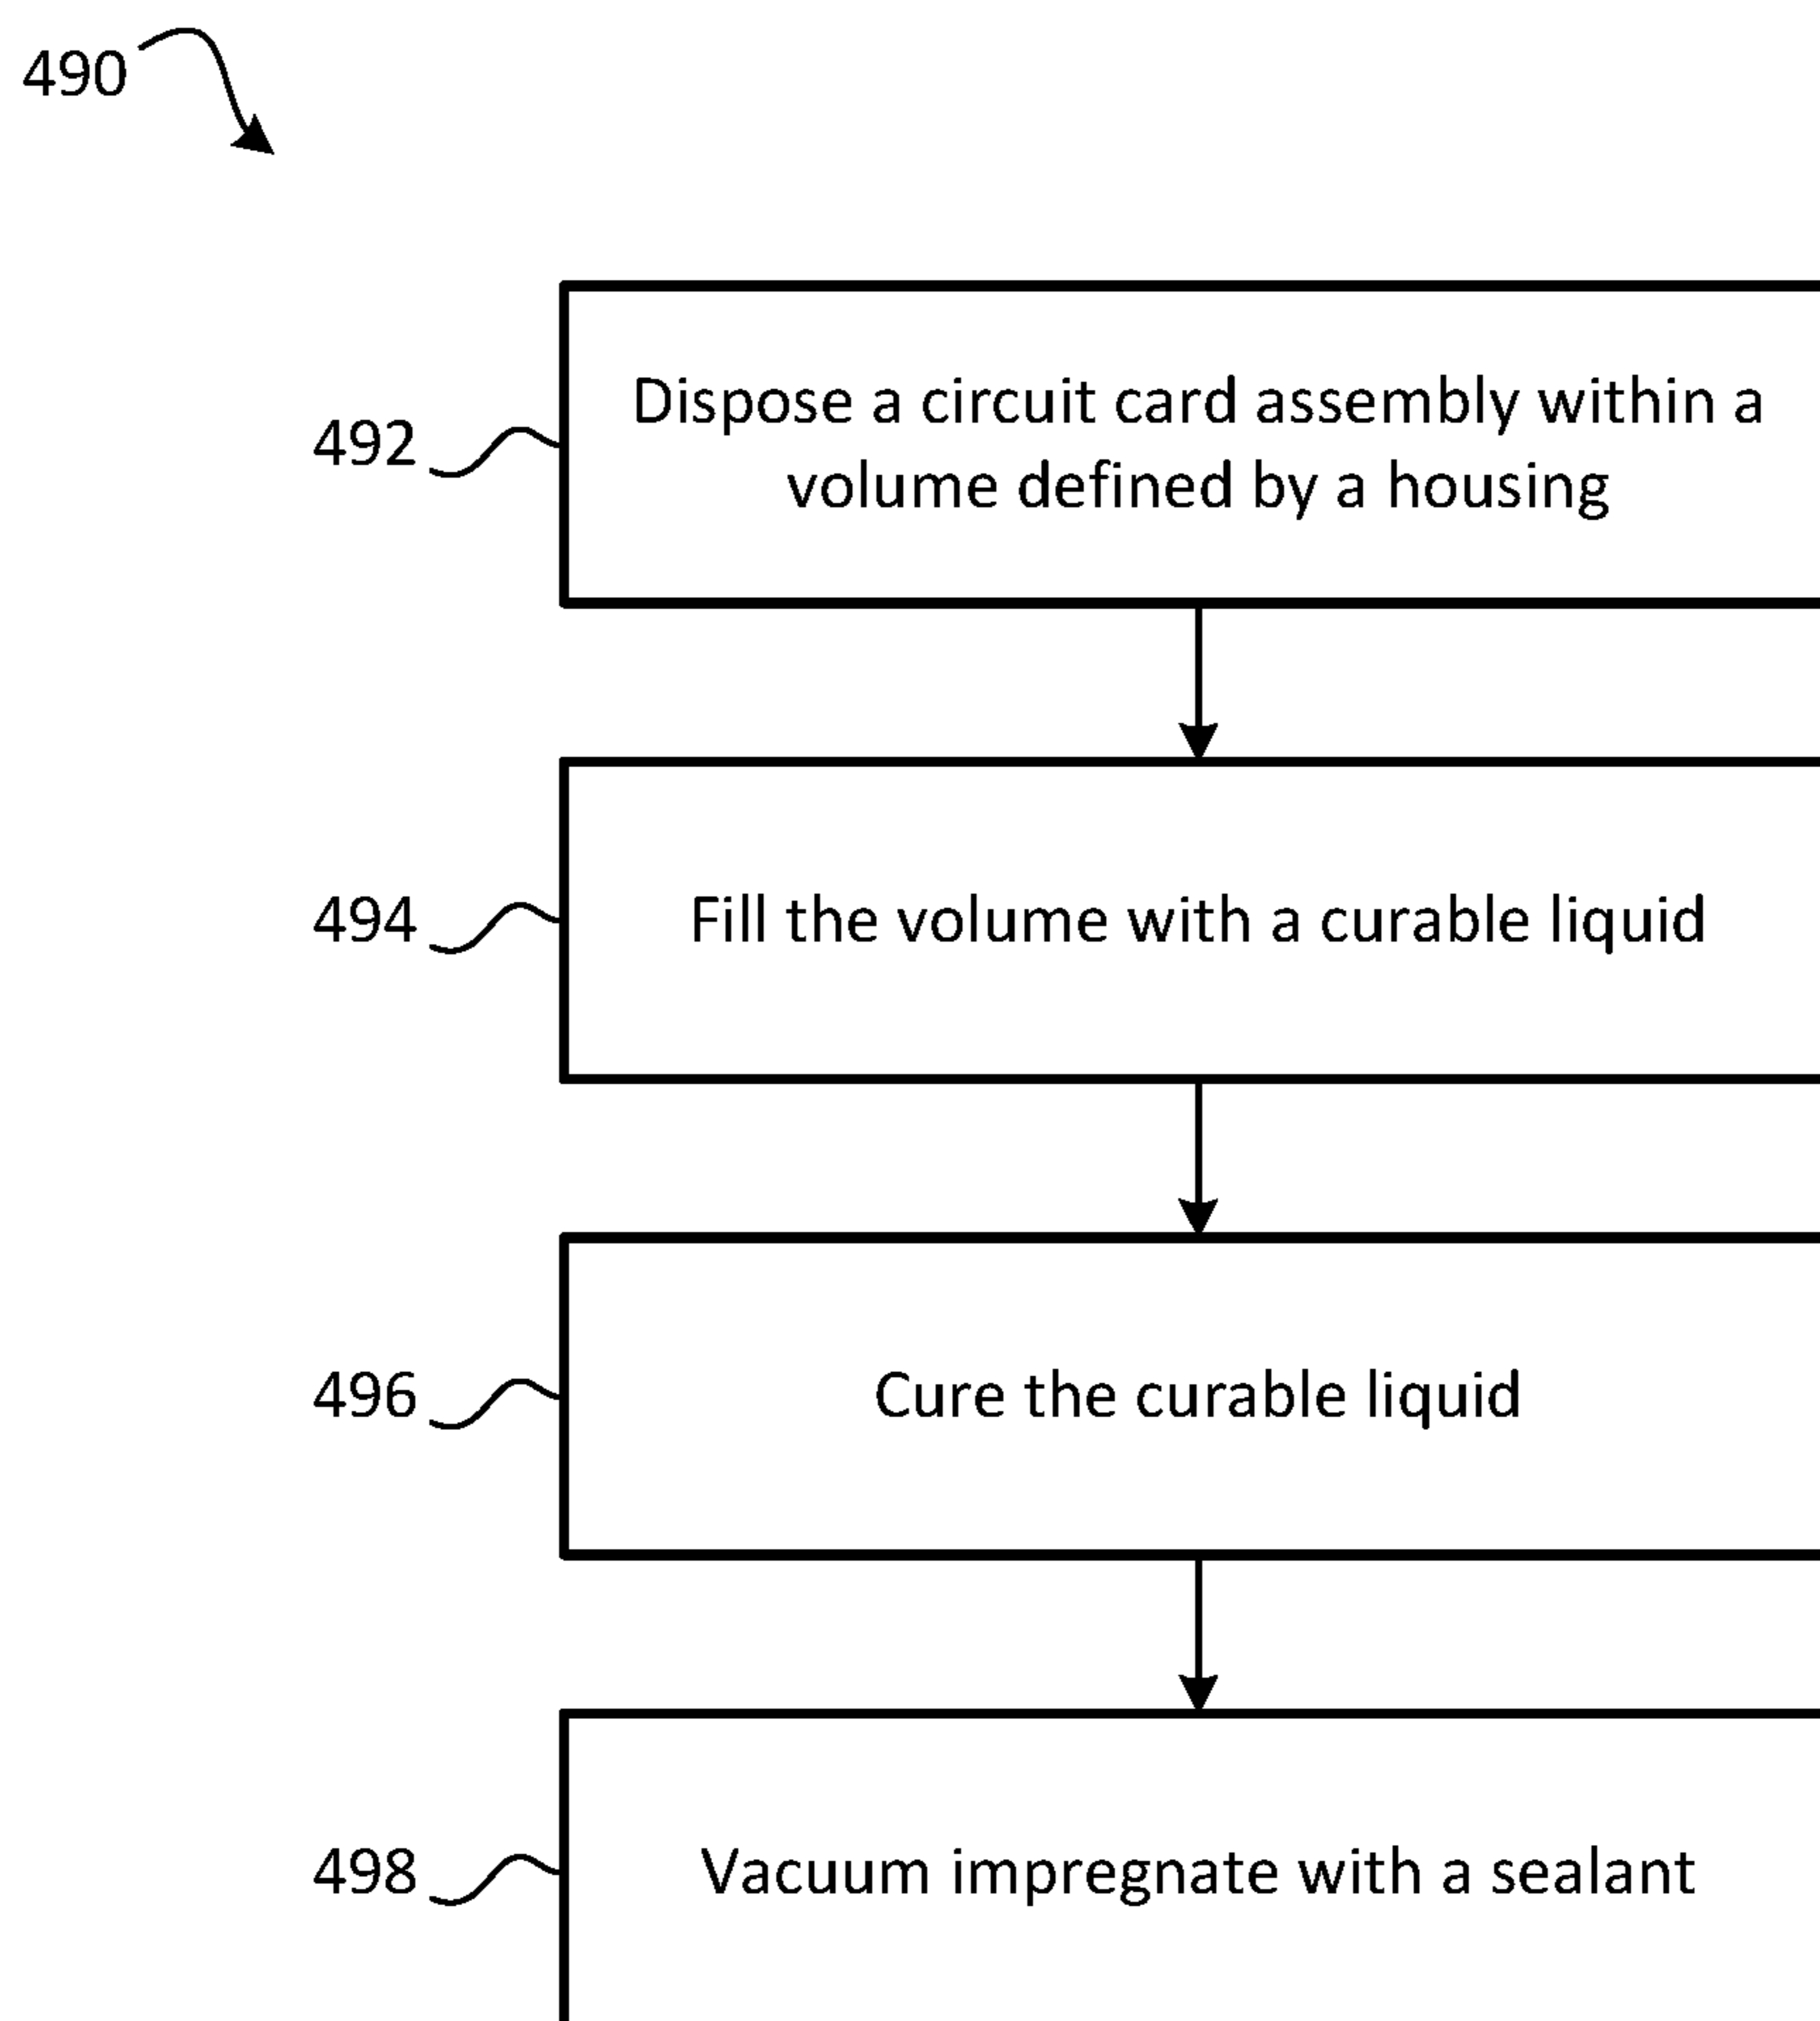 490
492
Dispose a circuit card assembly within a
volume defined by a housing
494
Fill the volume with a curable liquid
496
Cure the curable liquid
498
Vacuum impregnate with a sealant